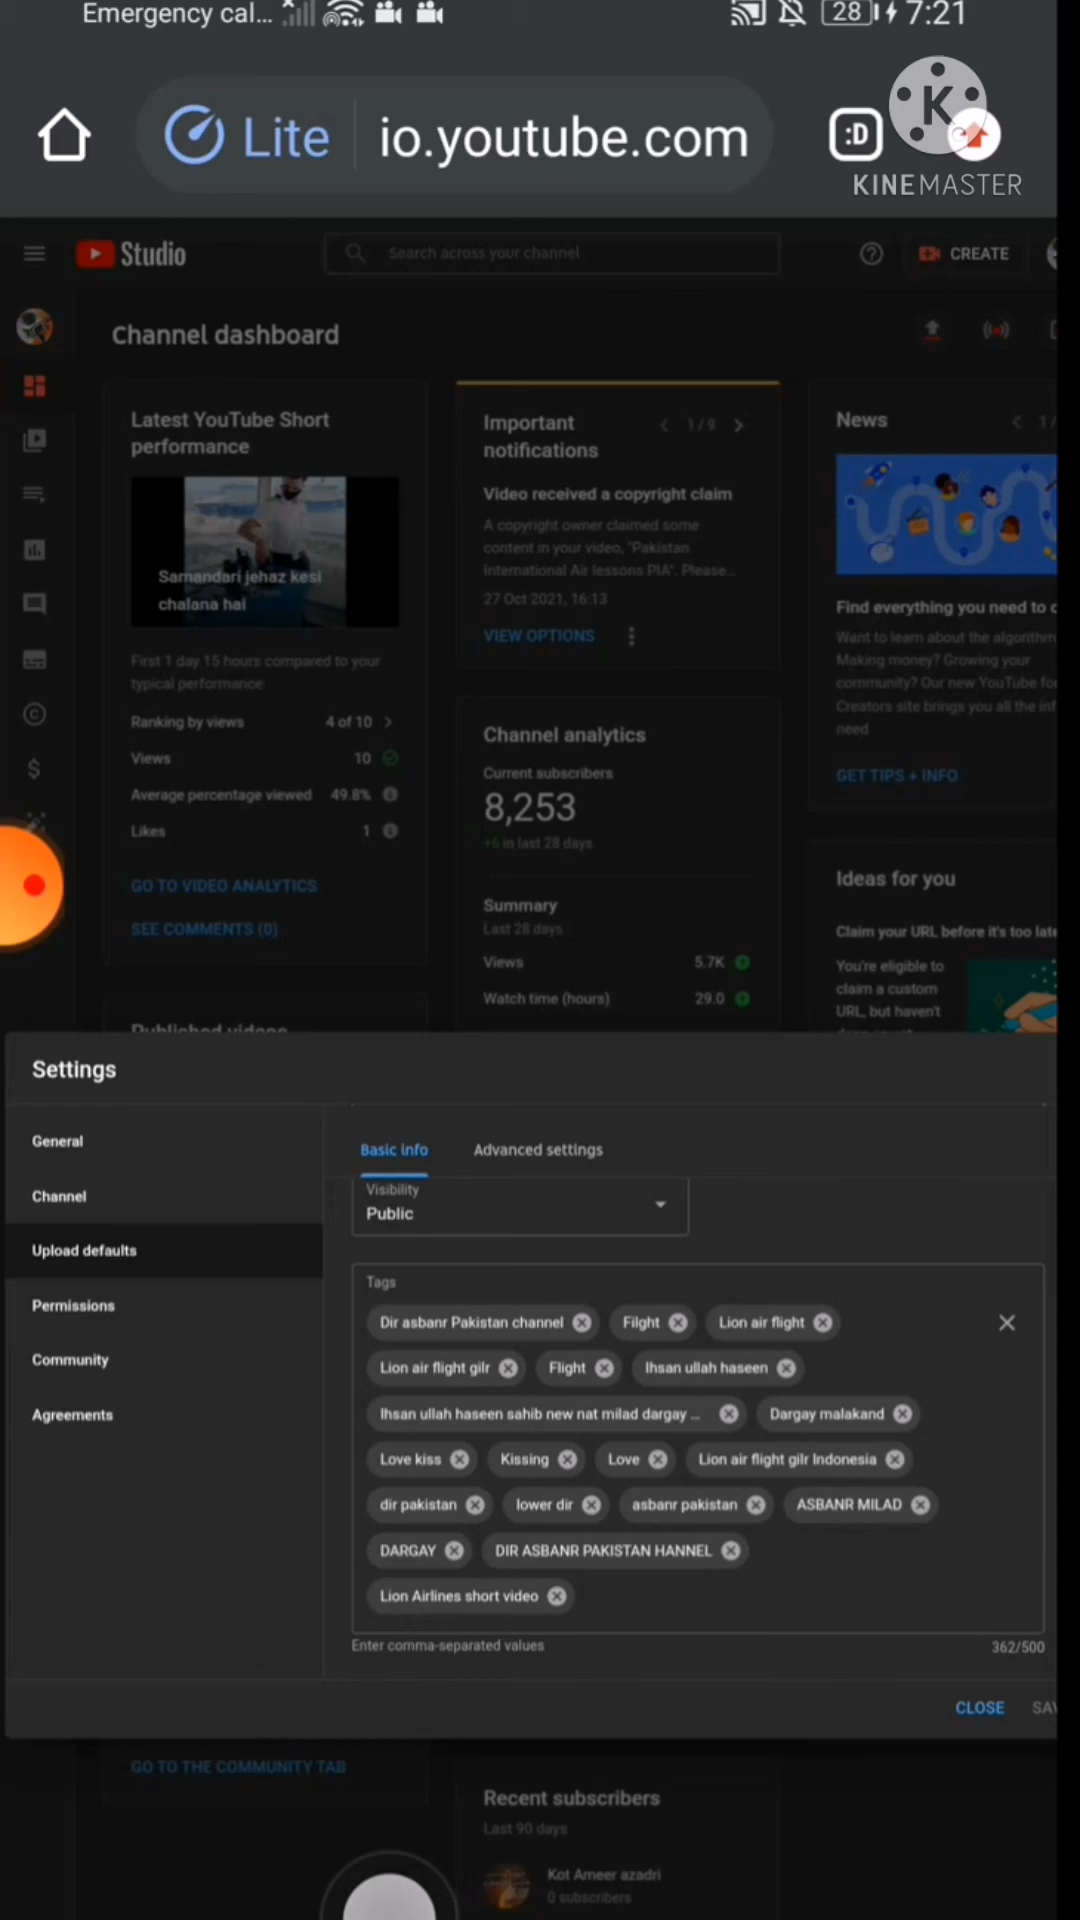 Emergency cal... 28 7:21
Lite io.youtube.com :D
K
KINEMASTER
Studio Search across your channel CREATE
Channel dashboard
Latest YouTube Short
performance
Samandari jehaz kesi
chalana hai
First 1 day 15 hours compared to your
typical performance:
Ranking by views 4 of 10
Views 10
Average percentage viewed 49.8%
Likes 1
GO TO VIDEO ANALYTICS
SEE COMMENTS (0)
Published videos
Important
notifications
1/9
Video received a copyright claim
A copyright owner claimed some
content in your video, "Pakistan
International Air lessons PIA". Please...
27 Oct 2021, 16:13
VIEW OPTIONS
Channel analytics
Current subscribers
8,253
+6 in last 28 days
Summary
Last 28 days
Views 5.7K
Watch time (hours) 29.0
News 1/
Find everything you need to
Want to learn about the algorithm
Making money? Growing your
community? Our new YouTube for
Creators site brings you all the inf
need
GET TIPS + INFO
Ideas for you
Claim your URL before it's too late
You're eligible to
claim a custom
URL, but haven't
Settings
General
Channel
Upload defaults
Permissions
Community
Agreements
Basic info Advanced settings
Visibility
Public
Tags
Dir asbanr Pakistan channel Filght Lion air flight
Lion air flight gilr Flight Ihsan ullah haseen
Ihsan ullah haseen sahib new nat milad dargay ... Dargay malakand
Love kiss Kissing Love Lion air flight gilr Indonesia
dir pakistan lower dir asbanr pakistan ASBANR MILAD
DARGAY DIR ASBANR PAKISTAN HANNEL
Lion Airlines short video
Enter comma-separated values 362/500
CLOSE SAV
GO TO THE COMMUNITY TAB
Recent subscribers
Last 90 days
Kot Ameer azadri
0 subscribers